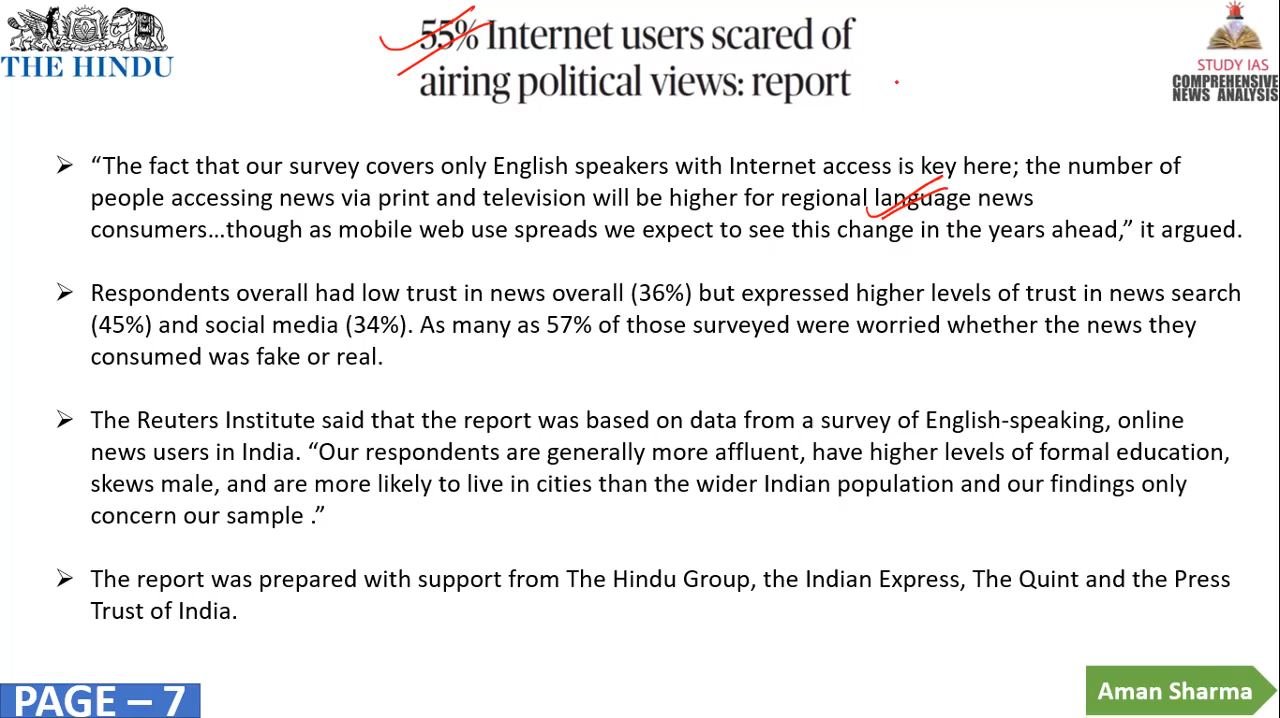 THE HINDU
55% Internet users scared of
airing political views: report
STUDY IAS
COMPREHENSIVE
NEWS ANALYSIS
➢ “The fact that our survey covers only English speakers with Internet access is key here; the number of
people accessing news via print and television will be higher for regional language news
consumers…though as mobile web use spreads we expect to see this change in the years ahead,” it argued.
➢ Respondents overall had low trust in news overall (36%) but expressed higher levels of trust in news search
(45%) and social media (34%). As many as 57% of those surveyed were worried whether the news they
consumed was fake or real.
➢ The Reuters Institute said that the report was based on data from a survey of English-speaking, online
news users in India. “Our respondents are generally more affluent, have higher levels of formal education,
skews male, and are more likely to live in cities than the wider Indian population and our findings only
concern our sample .”
➢ The report was prepared with support from The Hindu Group, the Indian Express, The Quint and the Press
Trust of India.
PAGE – 7
Aman Sharma